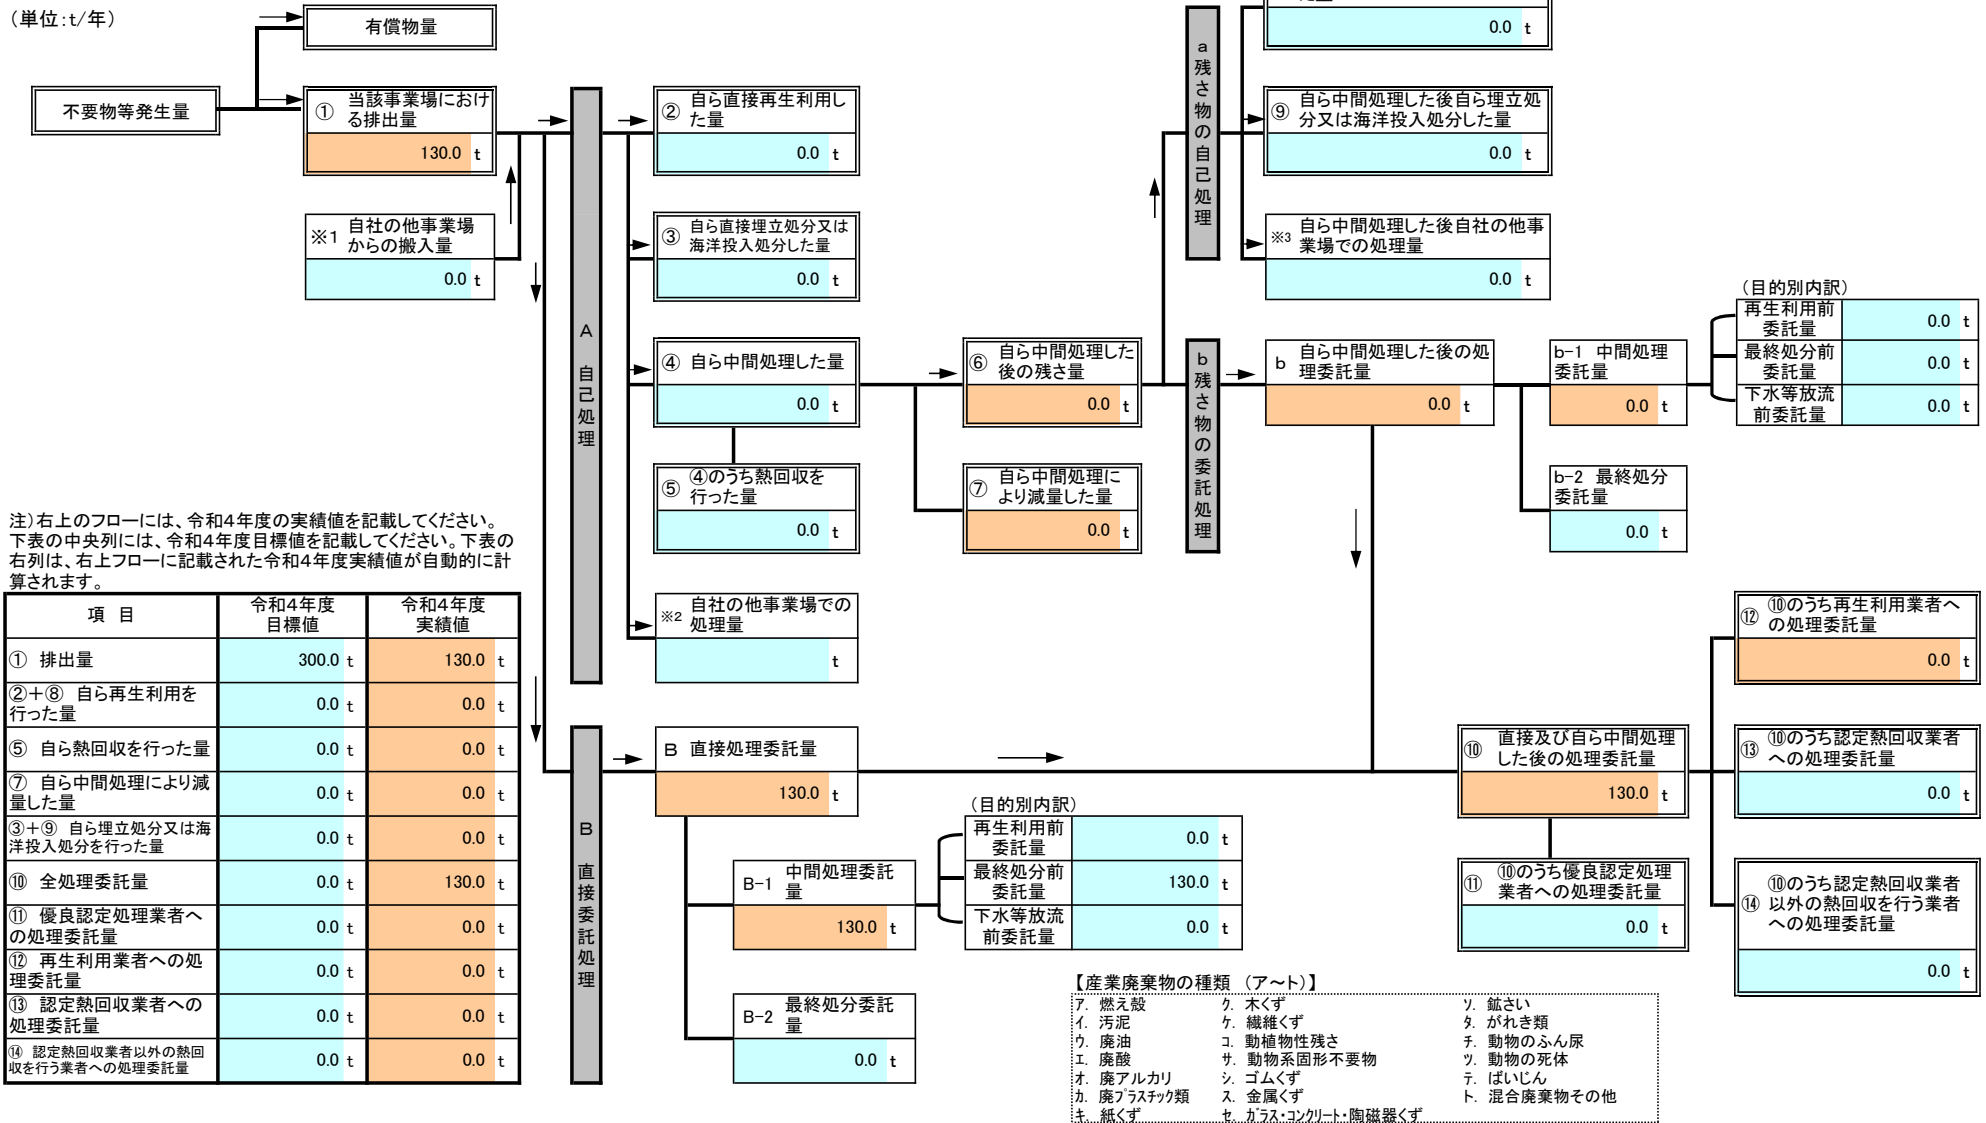 （単位：t/年）
有償物量
不要物等発生量
① 当該事業場におけ
る排出量
130.0 t
※1 自社の他事業場
からの搬入量
0.0 t
A 自己処理
② 自ら直接再生利用し
た量
0.0 t
③ 自ら直接埋立処分又は
海洋投入処分した量
0.0 t
④ 自ら中間処理した量
0.0 t
⑤ ④のうち熱回収を
行った量
0.0 t
※2 自社の他事業場での
処理量
t
⑥ 自ら中間処理した
後の残さ量
0.0 t
⑦ 自ら中間処理に
より減量した量
0.0 t
a 残さ物の自己処理
0.0 t
⑨ 自ら中間処理した後自ら埋立処
分又は海洋投入処分した量
0.0 t
※3 自ら中間処理した後自社の他事
業場での処理量
0.0 t
b 残さ物の委託処理
b 自ら中間処理した後の処
理委託量
0.0 t
b-1 中間処理
委託量
0.0 t
b-2 最終処分
委託量
0.0 t
（目的別内訳）
再生利用前
委託量 0.0 t
最終処分前
委託量 0.0 t
下水等放流
前委託量 0.0 t
注）右上のフローには、令和４年度の実績値を記載してください。
下表の中央列には、令和４年度目標値を記載してください。下表の
右列は、右上フローに記載された令和４年度実績値が自動的に計
算されます。
項 目 令和４年度
目標値 令和４年度
実績値
① 排出量 300.0 t 130.0 t
②＋⑧ 自ら再生利用を
行った量 0.0 t 0.0 t
⑤ 自ら熱回収を行った量 0.0 t 0.0 t
⑦ 自ら中間処理により減
量した量 0.0 t 0.0 t
③＋⑨ 自ら埋立処分又は海
洋投入処分を行った量 0.0 t 0.0 t
⑩ 全処理委託量 0.0 t 130.0 t
⑪ 優良認定処理業者へ
の処理委託量 0.0 t 0.0 t
⑫ 再生利用業者への処
理委託量 0.0 t 0.0 t
⑬ 認定熱回収業者への
処理委託量 0.0 t 0.0 t
⑭ 認定熱回収業者以外の熱回
収を行う業者への処理委託量 0.0 t 0.0 t
B 直接委託処理
B 直接処理委託量
130.0 t
B-1 中間処理委託
量
130.0 t
B-2 最終処分委託
量
0.0 t
（目的別内訳）
再生利用前
委託量 0.0 t
最終処分前
委託量 130.0 t
下水等放流
前委託量 0.0 t
⑩ 直接及び自ら中間処理
した後の処理委託量
130.0 t
⑪ ⑩のうち優良認定処理
業者への処理委託量
0.0 t
⑫ ⑩のうち再生利用業者へ
の処理委託量
0.0 t
⑬ ⑩のうち認定熱回収業者
への処理委託量
0.0 t
⑭ ⑩のうち認定熱回収業者
以外の熱回収を行う業者
への処理委託量
0.0 t
【産業廃棄物の種類 （ア～ト）】
ア. 燃え殻 ク. 木くず ソ. 鉱さい
イ. 汚泥 ケ. 繊維くず タ. がれき類
ウ. 廃油 コ. 動植物性残さ チ. 動物のふん尿
エ. 廃酸 サ. 動物系固形不要物 ツ. 動物の死体
オ. 廃アルカリ シ. ゴムくず テ. ばいじん
カ. 廃プラスチック類 ス. 金属くず ト. 混合廃棄物その他
キ. 紙くず セ. ガラス・コンクリート・陶磁器くず